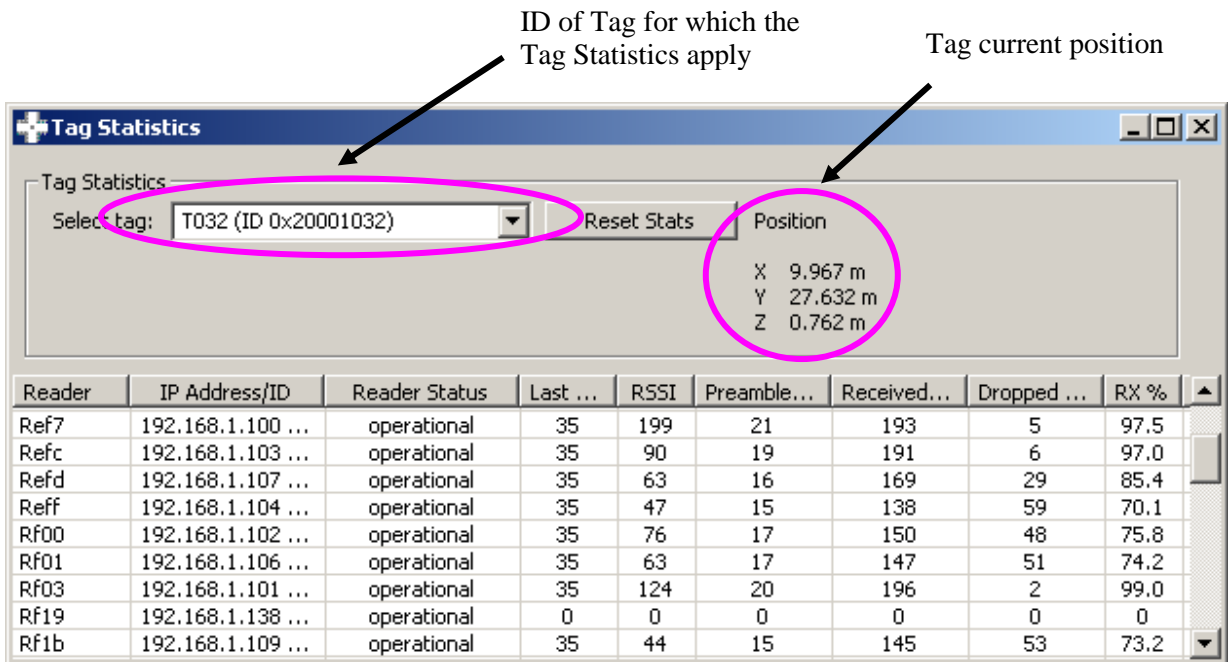 ID of Tag for which the
Tag Statistics apply
Tag current position
Tag Statistics
Tag Statistics
Select tag: T032 (ID 0x20001032) Reset Stats Position
X 9.967 m
Y 27.632 m
Z 0.762 m
Reader IP Address/ID Reader Status Last ... RSSI Preamble... Received... Dropped ... RX %
Ref7 192.168.1.100 ... operational 35 199 21 193 5 97.5
Refc 192.168.1.103 ... operational 35 90 19 191 6 97.0
Refd 192.168.1.107 ... operational 35 63 16 169 29 85.4
Reff 192.168.1.104 ... operational 35 47 15 138 59 70.1
Rf00 192.168.1.102 ... operational 35 76 17 150 48 75.8
Rf01 192.168.1.106 ... operational 35 63 17 147 51 74.2
Rf03 192.168.1.101 ... operational 35 124 20 196 2 99.0
Rf19 192.168.1.138 ... operational 0 0 0 0 0 0
Rf1b 192.168.1.109 ... operational 35 44 15 145 53 73.2